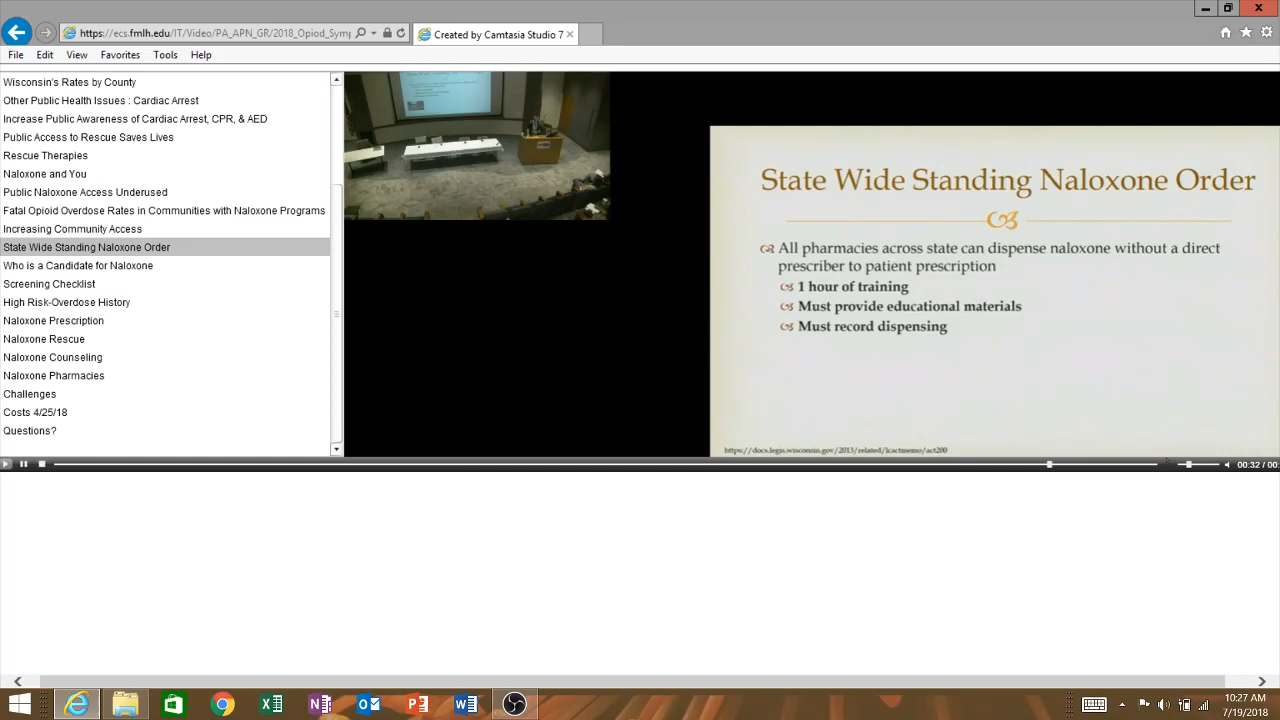 https://ecs.fmlh.edu/IT/Video/PA_APN_GR/2018_Opiod_Symp
Created by Camtasia Studio 7
File Edit View Favorites Tools Help
Wisconsin's Rates by County
Other Public Health Issues : Cardiac Arrest
Increase Public Awareness of Cardiac Arrest, CPR, & AED
Public Access to Rescue Saves Lives
Rescue Therapies
Naloxone and You
Public Naloxone Access Underused
Fatal Opioid Overdose Rates in Communities with Naloxone Programs
Increasing Community Access
State Wide Standing Naloxone Order
Who is a Candidate for Naloxone
Screening Checklist
High Risk-Overdose History
Naloxone Prescription
Naloxone Rescue
Naloxone Counseling
Naloxone Pharmacies
Challenges
Costs 4/25/18
Questions?
State Wide Standing Naloxone Order
All pharmacies across state can dispense naloxone without a direct
prescriber to patient prescription
1 hour of training
Must provide educational materials
Must record dispensing
https://docs.legis.wisconsin.gov/2013/related/lcactmemo/act200
00:32 / 00:
10:27 AM
7/19/2018